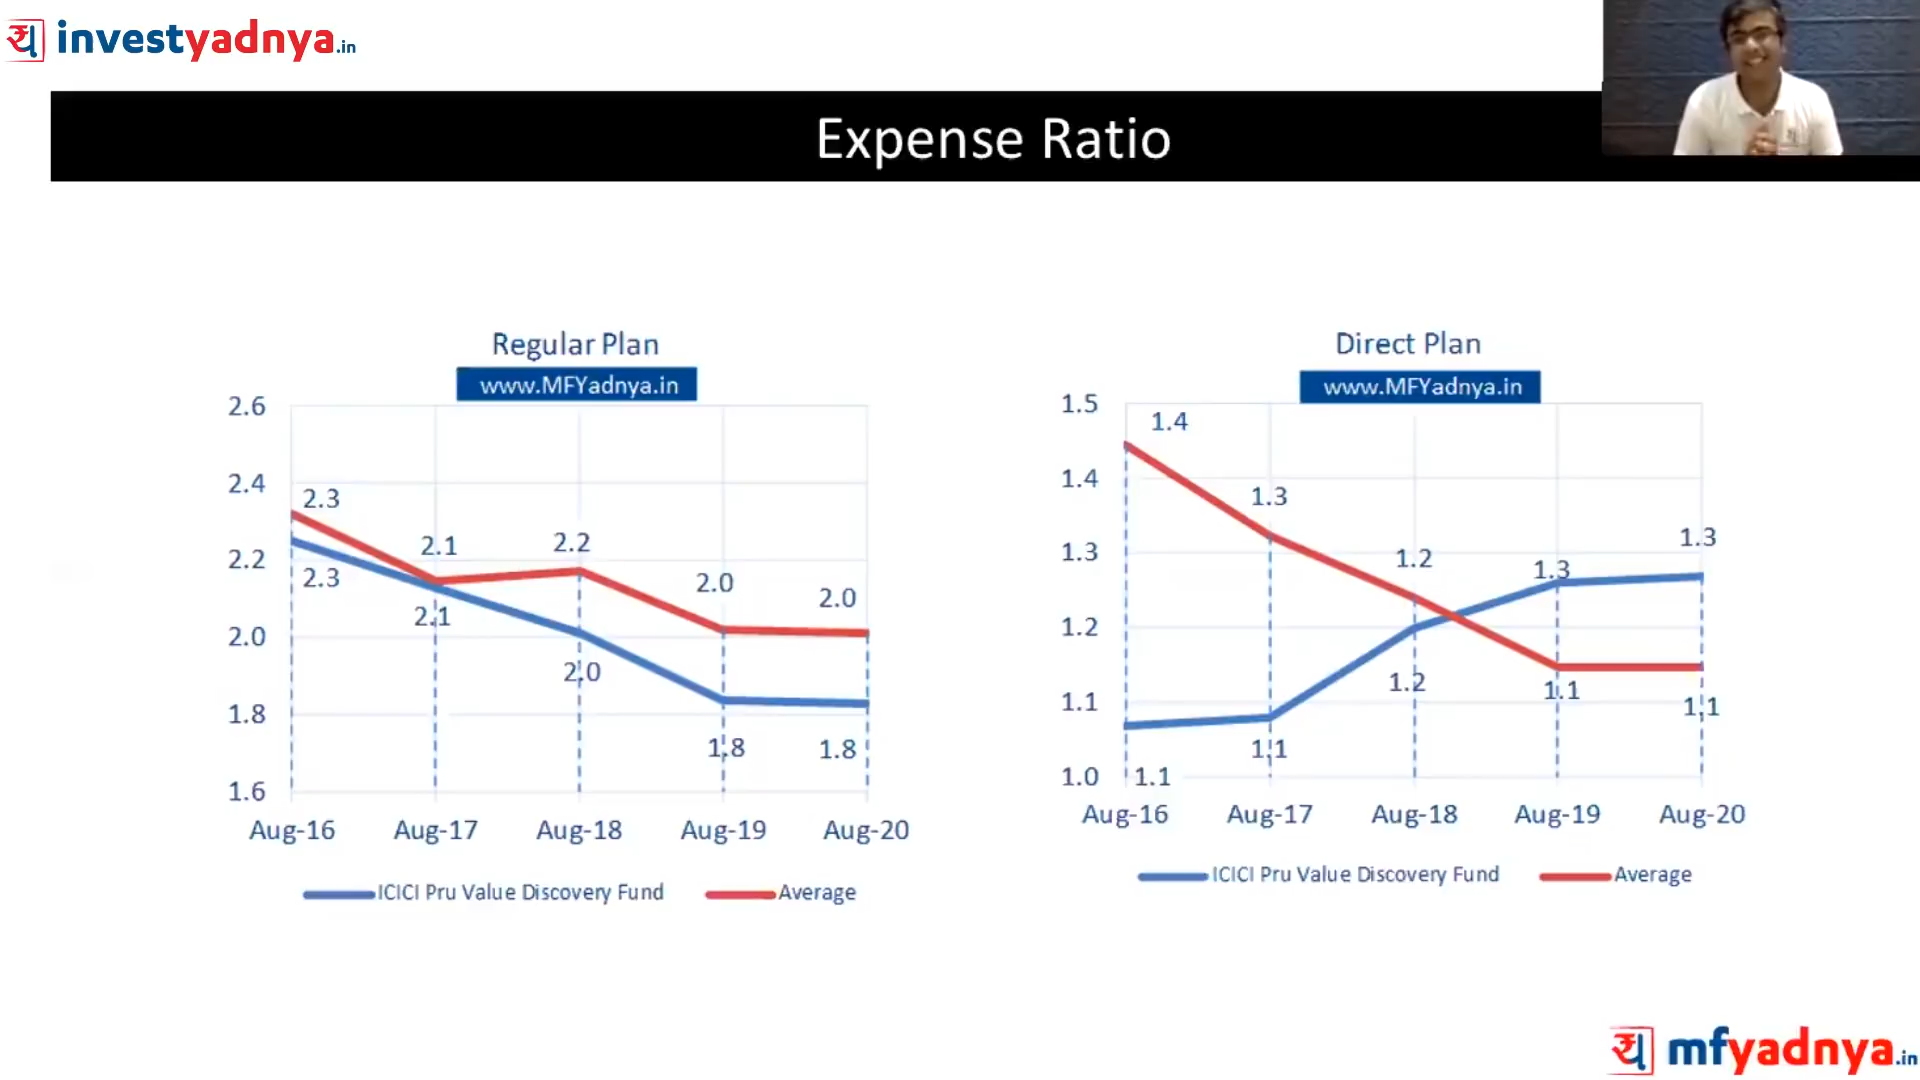 investyadnya.in
Expense Ratio
Regular Plan
www.MFYadnya.in
2.6
2.4
2.2
2.0
1.8
1.6
2.3
2.1
2.2
2.0
2.0
2.3
2.1
2.0
1.8
1.8
Aug-16 Aug-17 Aug-18 Aug-19 Aug-20
ICICI Pru Value Discovery Fund Average
Direct Plan
www.MFYadnya.in
1.5
1.4
1.3
1.2
1.1
1.0
1.4
1.3
1.2
1.3
1.3
1.1
1.1
1.2
1.1
1.1
Aug-16 Aug-17 Aug-18 Aug-19 Aug-20
ICICI Pru Value Discovery Fund Average
mfyadnya.in